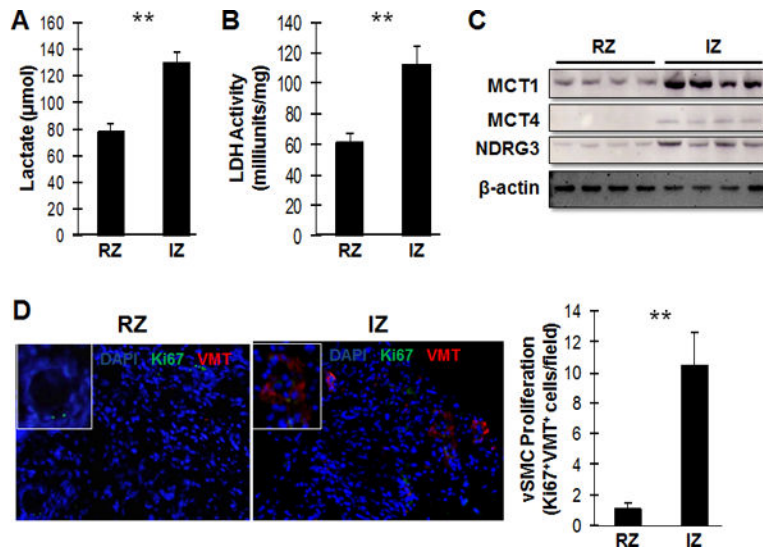 A
**
Lactate (µmol)
160
140
120
100
80
60
40
20
0
RZ IZ
B
**
LDH Activity
(milliunits/mg)
140
120
100
80
60
40
20
0
RZ IZ
C
RZ IZ
MCT1
MCT4
NDRG3
β-actin
D
RZ IZ
DAPI Ki67 VMT
DAPI Ki67 VMT
**
vSMC Proliferation
(Ki67⁺VMT⁺ cells/field)
14
12
10
8
6
4
2
0
RZ IZ